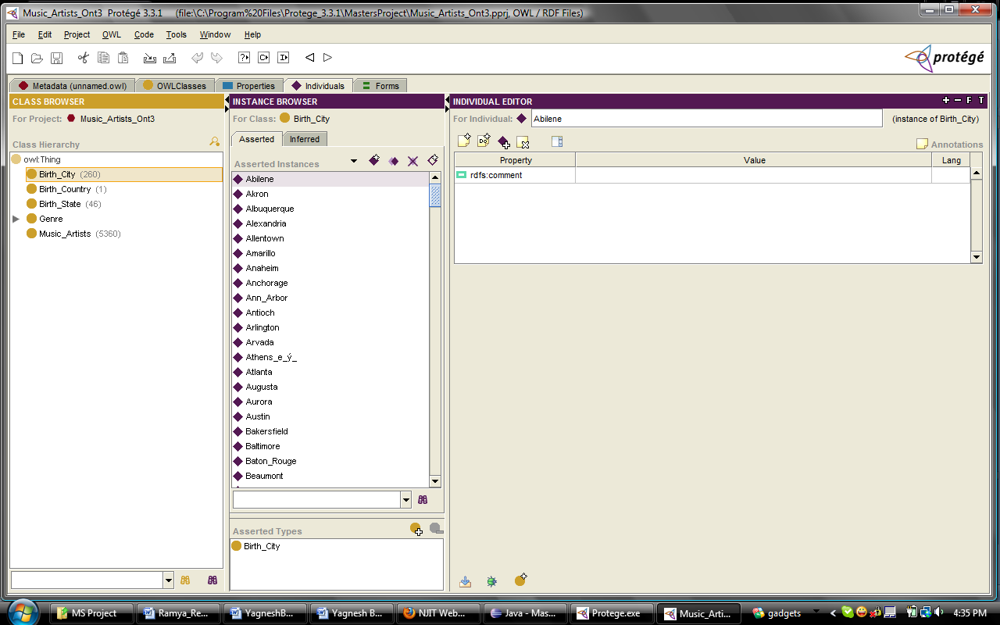 Music_Artists_Ont3  Protégé 3.3.1    (file:\C:\Program%20Files\Protege_3.3.1\MastersProject\Music_Artists_Ont3.pprj, OWL / RDF Files)
File Edit Project OWL Code Tools Window Help
protégé
Metadata (unnamed.owl) OWLClasses Properties Individuals Forms
CLASS BROWSER
For Project: Music_Artists_Ont3
Class Hierarchy
owl:Thing
Birth_City (260)
Birth_Country (1)
Birth_State (46)
Genre
Music_Artists (5360)
INSTANCE BROWSER
For Class: Birth_City
Asserted Inferred
Asserted Instances
Abilene
Akron
Albuquerque
Alexandria
Allentown
Amarillo
Anaheim
Anchorage
Ann_Arbor
Antioch
Arlington
Arvada
Athens_e_ý_
Atlanta
Augusta
Aurora
Austin
Bakersfield
Baltimore
Baton_Rouge
Beaumont
Asserted Types
Birth_City
INDIVIDUAL EDITOR + − F T
For Individual: Abilene (instance of Birth_City)
Annotations
Property Value Lang
rdfs:comment
MS Project Ramya_Re... YagneshB... Yagnesh B... NJIT Web... Java - Mas... Protege.exe Music_Arti... gadgets 4:35 PM